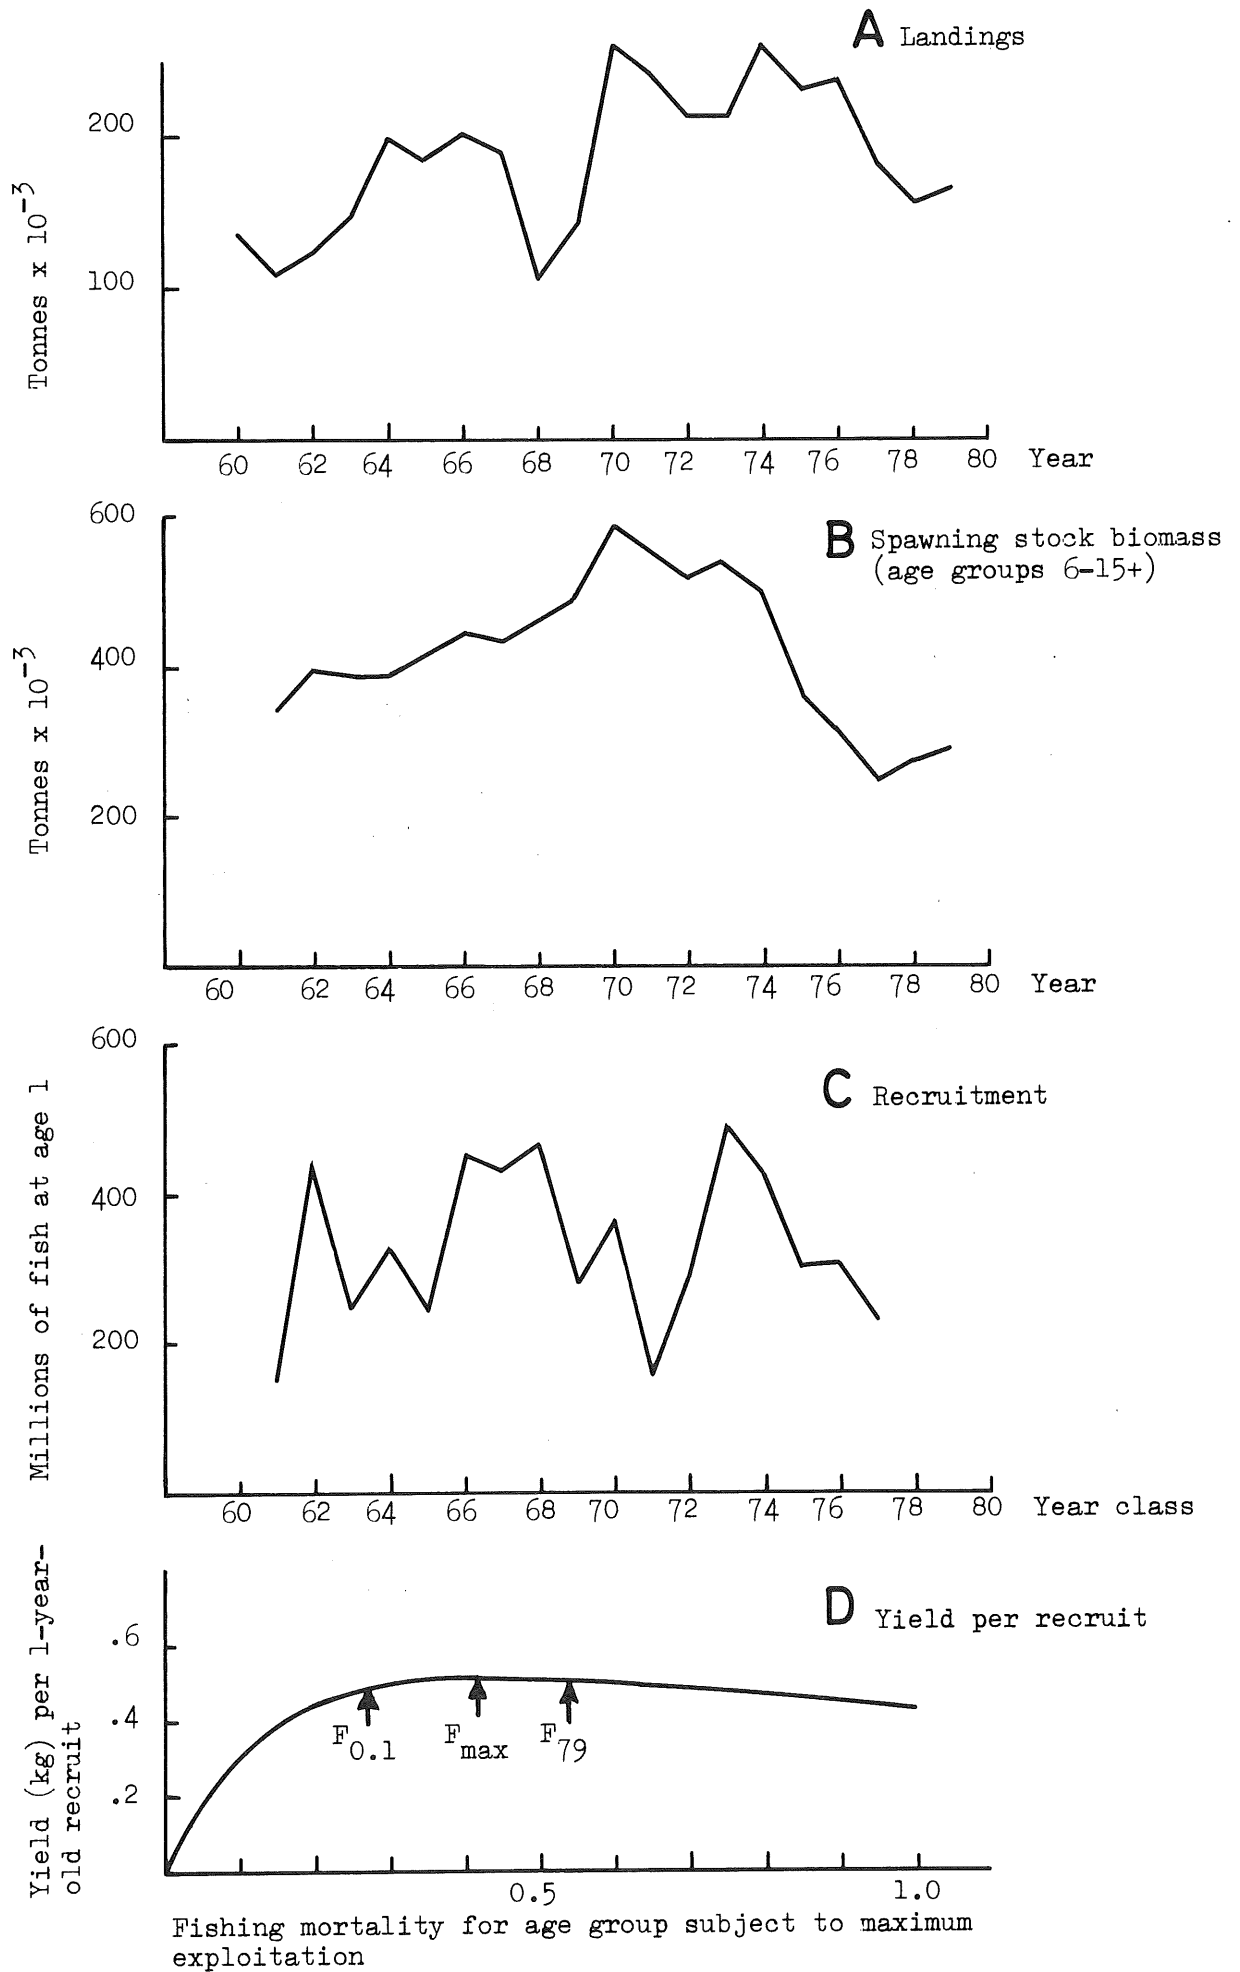 A Landings
200
100
Tonnes x 10⁻³
60 62 64 66 68 70 72 74 76 78 80 Year
600
400
200
Tonnes x 10⁻³
B Spawning stock biomass
(age groups 6-15+)
60 62 64 66 68 70 72 74 76 78 80 Year
600
400
200
Millions of fish at age 1
C Recruitment
60 62 64 66 68 70 72 74 76 78 80 Year class
D Yield per recruit
.6
.4
.2
Yield (kg) per 1-year-
old recruit
F0.1 Fmax F79
0.5 1.0
Fishing mortality for age group subject to maximum
exploitation